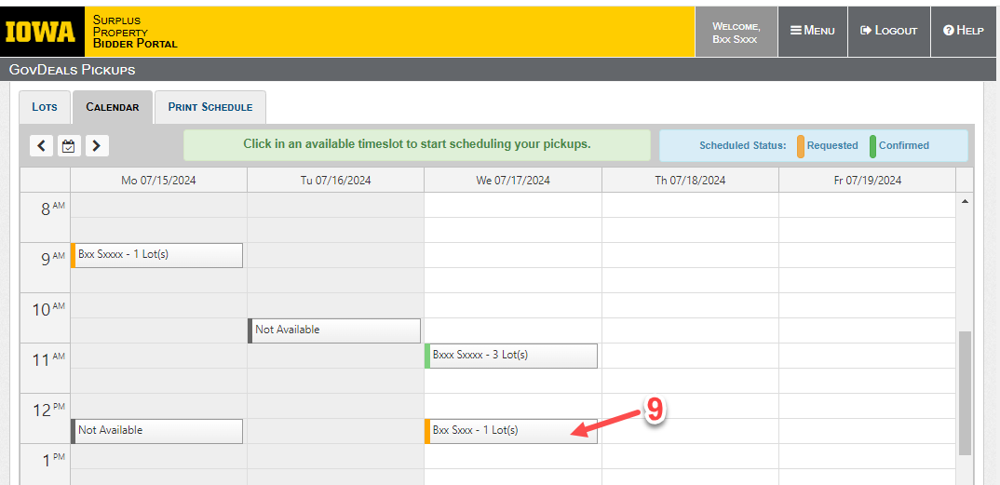 IOWA
Surplus
Property
Bidder Portal
Welcome,
Bxx Sxxx
Menu
Logout
Help
GovDeals Pickups
Lots
Calendar
Print Schedule
Click in an available timeslot to start scheduling your pickups.
Scheduled Status: Requested Confirmed
Mo 07/15/2024
Tu 07/16/2024
We 07/17/2024
Th 07/18/2024
Fr 07/19/2024
8 AM
9 AM
Bxx Sxxxx - 1 Lot(s)
10 AM
Not Available
11 AM
Bxxx Sxxxx - 3 Lot(s)
12 PM
9
Not Available
Bxx Sxxx - 1 Lot(s)
1 PM